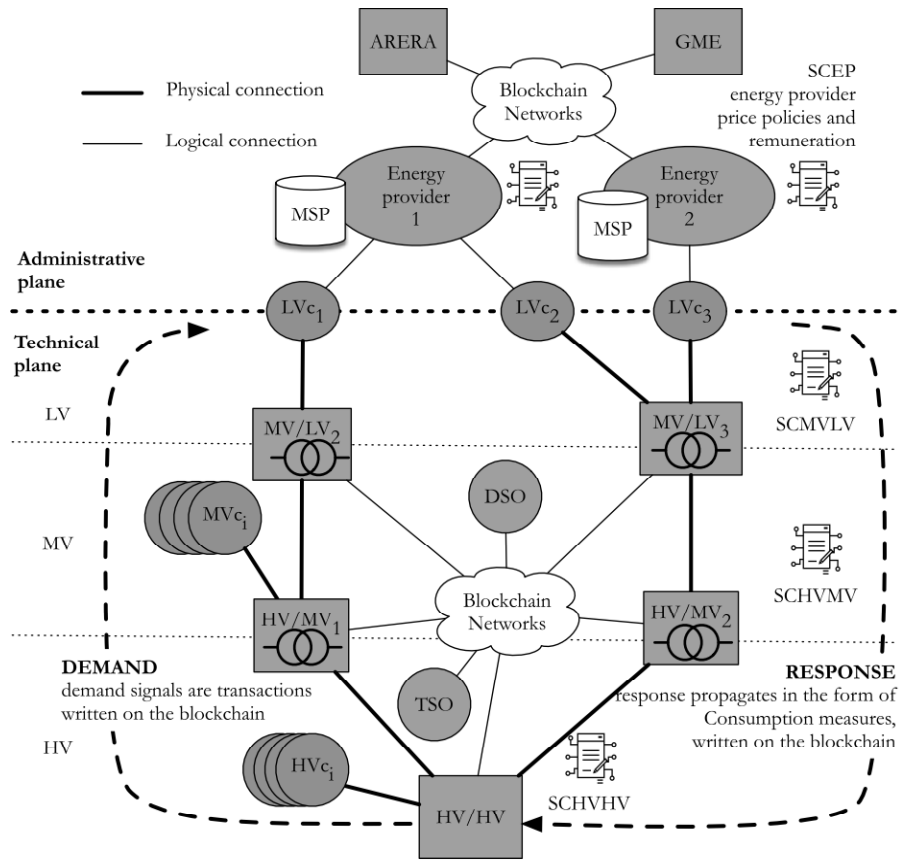 ARERA
GME
Physical connection
Logical connection
Blockchain
Networks
SCEP
energy provider
price policies and
remuneration
Energy
provider
1
MSP
Energy
provider
2
MSP
Administrative
plane
LVc1
LVc2
LVc3
Technical
plane
LV
MV/LV2
MV/LV3
SCMVLV
MVci
DSO
MV
SCHVMV
Blockchain
Networks
HV/MV1
HV/MV2
DEMAND
demand signals are transactions
written on the blockchain
TSO
RESPONSE
response propagates in the form of
Consumption measures,
written on the blockchain
HV
HVci
HV/HV
SCHVHV